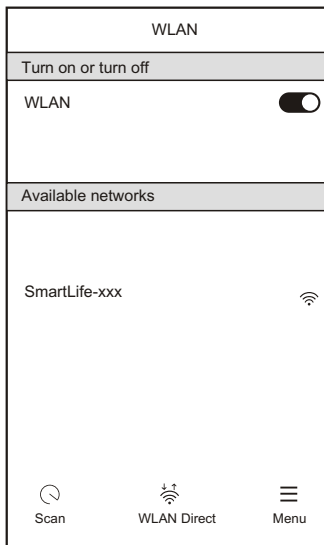 WLAN
Turn on or turn off
WLAN
Available networks
SmartLife-xxx
Scan WLAN Direct Menu